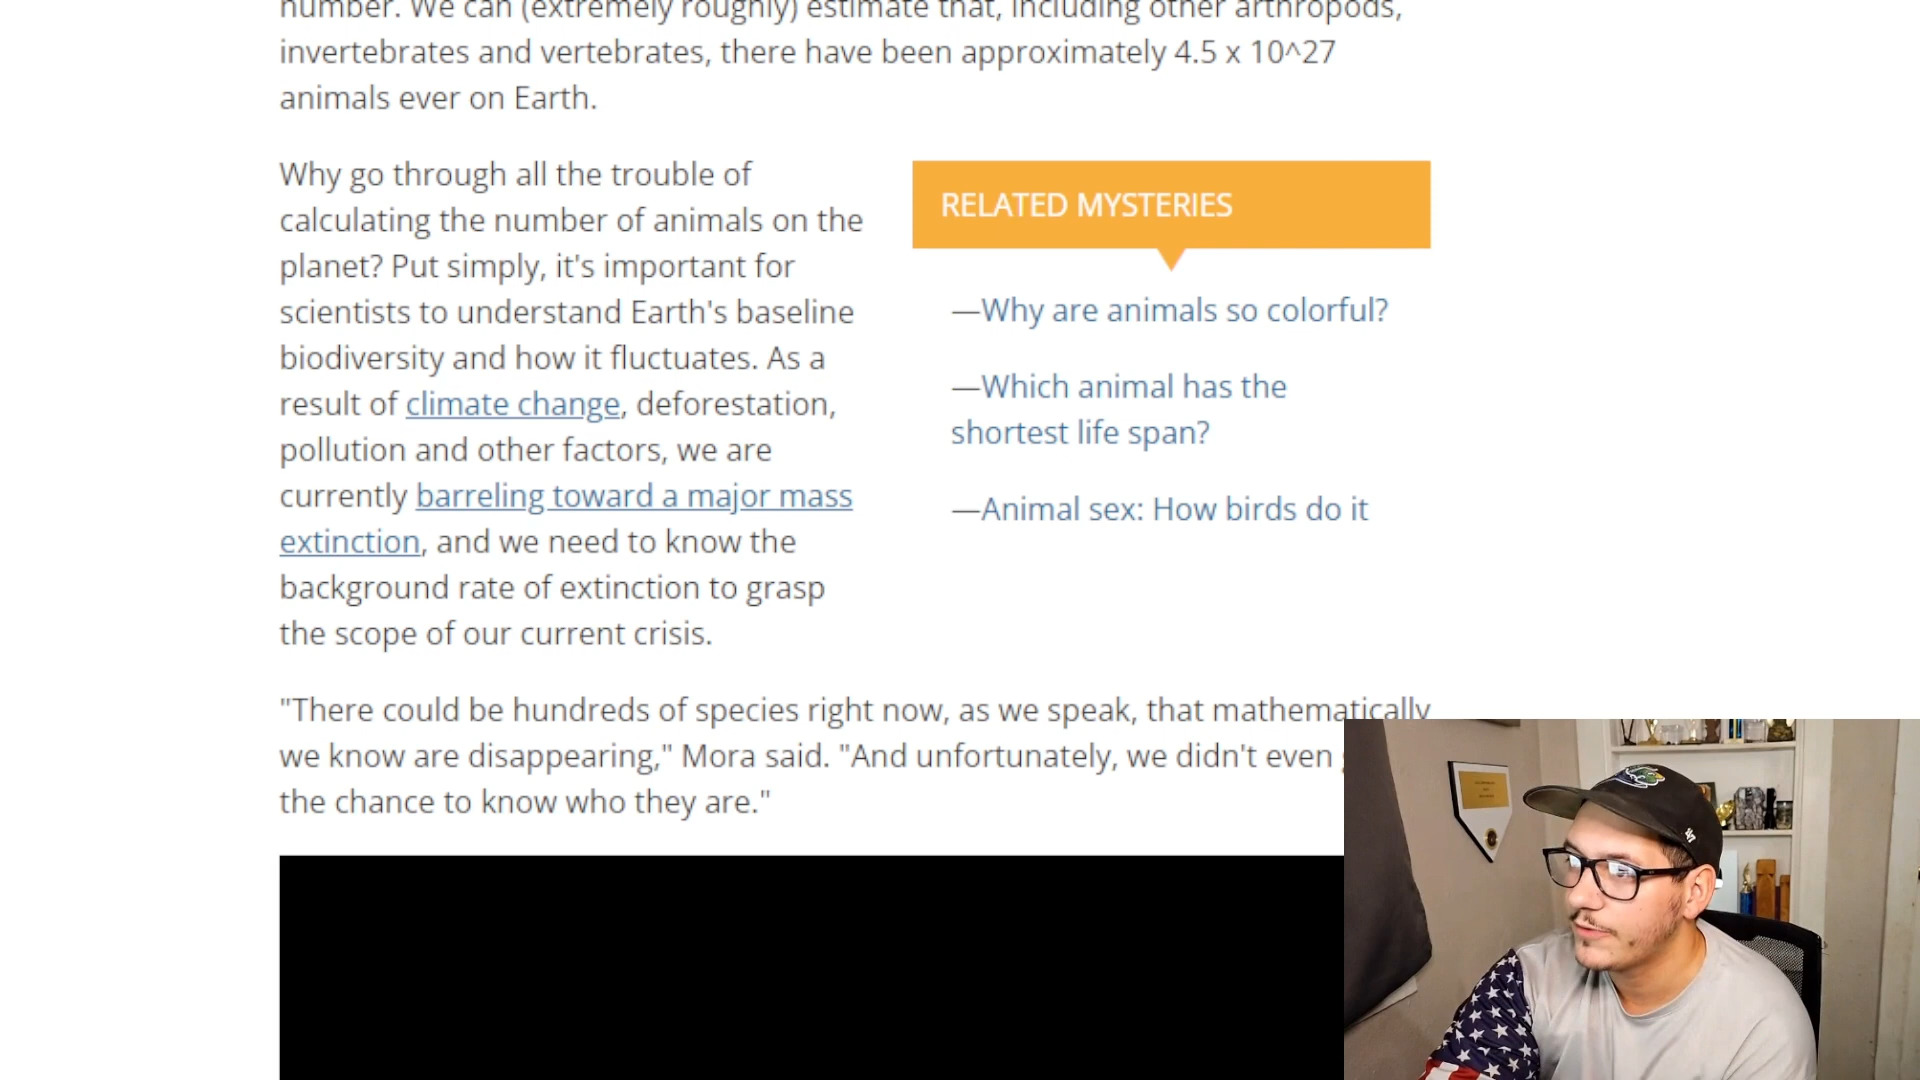 number. We can (extremely roughly) estimate that, including other arthropods,
invertebrates and vertebrates, there have been approximately 4.5 x 10^27
animals ever on Earth.
Why go through all the trouble of
calculating the number of animals on the
planet? Put simply, it's important for
scientists to understand Earth's baseline
biodiversity and how it fluctuates. As a
result of climate change, deforestation,
pollution and other factors, we are
currently barreling toward a major mass
extinction, and we need to know the
background rate of extinction to grasp
the scope of our current crisis.
RELATED MYSTERIES
—Why are animals so colorful?
—Which animal has the
shortest life span?
—Animal sex: How birds do it
"There could be hundreds of species right now, as we speak, that mathematically
we know are disappearing," Mora said. "And unfortunately, we didn't even
the chance to know who they are."